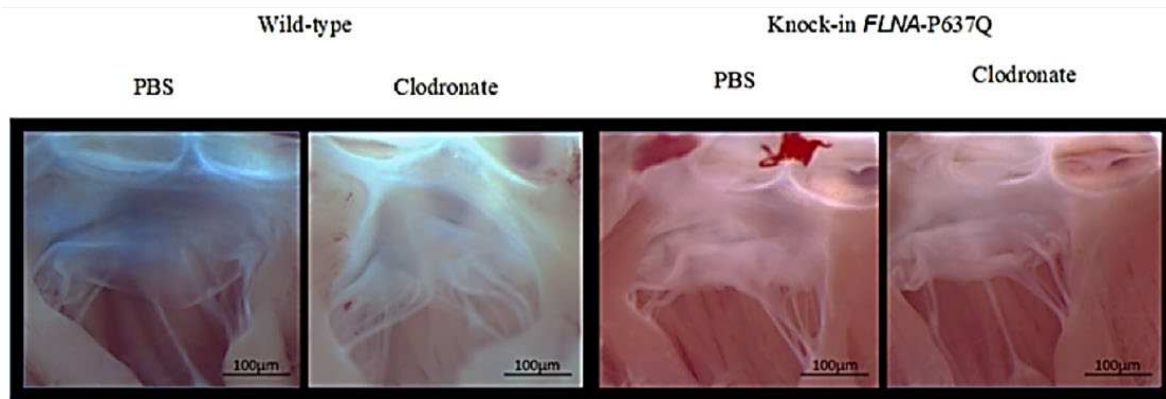 Wild-type Knock-in FLNA-P637Q
PBS Clodronate PBS Clodronate
100µm 100µm 100µm 100µm